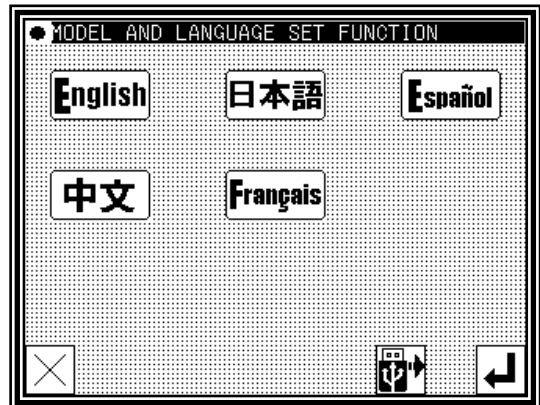 MODEL AND LANGUAGE SET FUNCTION
English 日本語 Español
中文 Français